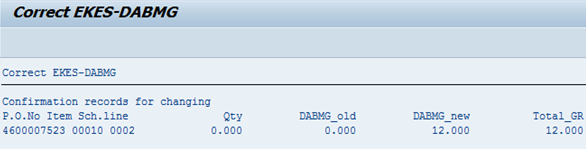 Correct EKES-DABMG
Correct EKES-DABMG
Confirmation records for changing
P.O.No Item Sch.line Qty DABMG_old DABMG_new Total_GR
4600007523 00010 0002 0.000 0.000 12.000 12.000